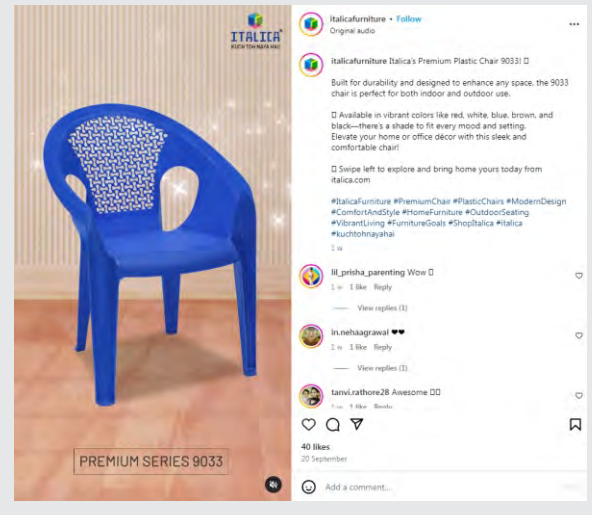 ITALICA
KUCH TOH NAYA HAI
PREMIUM SERIES 9033
italicafurniture • Follow
Original audio
italicafurniture Italica's Premium Plastic Chair 9033! 
Built for durability and designed to enhance any space, the 9033
chair is perfect for both indoor and outdoor use.
Available in vibrant colors like red, white, blue, brown, and
black—there's a shade to fit every mood and setting.
Elevate your home or office décor with this sleek and
comfortable chair!
Swipe left to explore and bring home yours today from
italica.com
#ItalicaFurniture #PremiumChair #PlasticChairs #ModernDesign
#ComfortAndStyle #HomeFurniture #OutdoorSeating
#VibrantLiving #FurnitureGoals #ShopItalica #italica
#kuchtohnayahai
1 w
lil_prisha_parenting Wow
1 w 1 like Reply
View replies (1)
in.nehaagrawal ♥♥
1 w 1 like Reply
View replies (1)
tanvi.rathore28 Awesome
1 w 1 like Reply
40 likes
20 September
Add a comment...